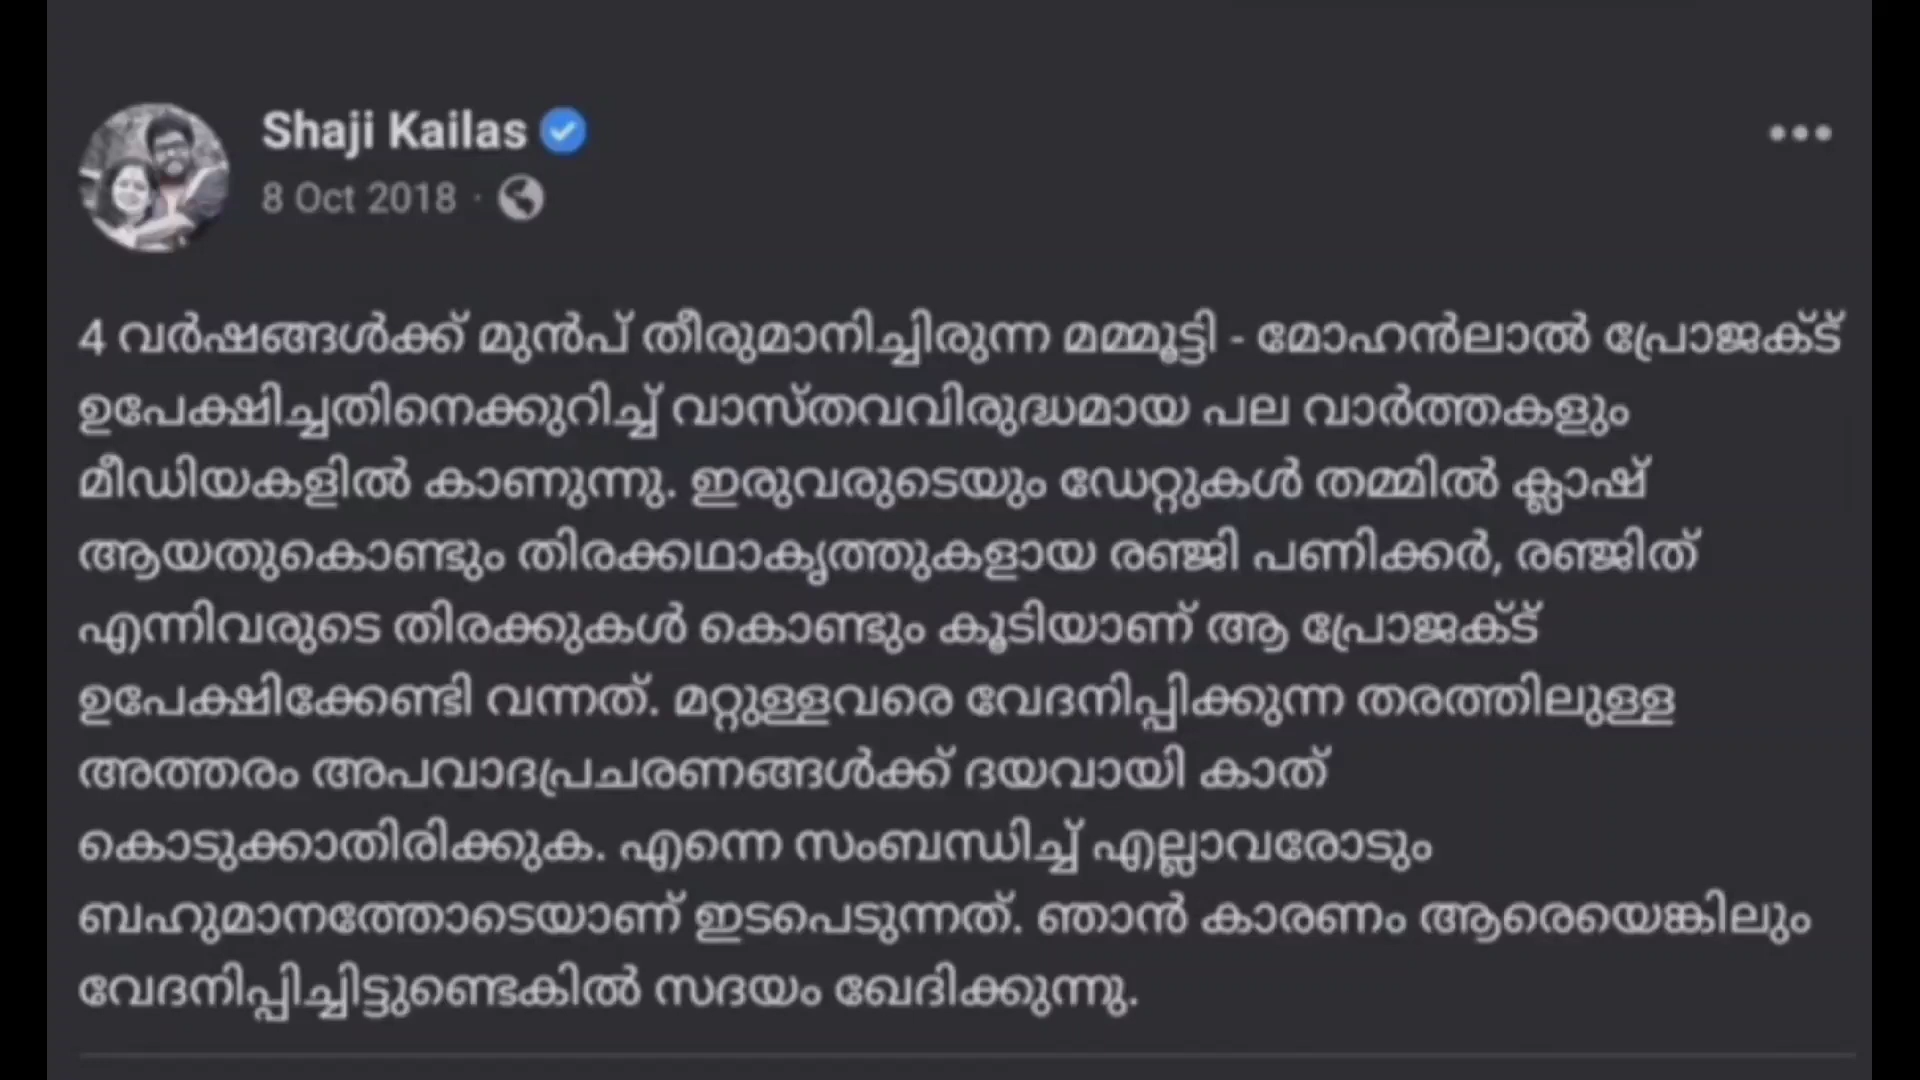 Shaji Kailas
8 Oct 2018 ·
4 വർഷങ്ങൾക്ക് മുൻപ് തീരുമാനിച്ചിരുന്ന മമ്മൂട്ടി - മോഹൻലാൽ പ്രോജക്ട്
ഉപേക്ഷിച്ചതിനെക്കുറിച്ച് വാസ്തവവിരുദ്ധമായ പല വാർത്തകളും
മീഡിയകളിൽ കാണുന്നു. ഇരുവരുടെയും ഡേറ്റുകൾ തമ്മിൽ ക്ലാഷ്
ആയതുകൊണ്ടും തിരക്കഥാകൃത്തുകളായ രഞ്ജി പണിക്കർ, രഞ്ജിത്
എന്നിവരുടെ തിരക്കുകൾ കൊണ്ടും കൂടിയാണ് ആ പ്രോജക്ട്
ഉപേക്ഷിക്കേണ്ടി വന്നത്. മറ്റുള്ളവരെ വേദനിപ്പിക്കുന്ന തരത്തിലുള്ള
അത്തരം അപവാദപ്രചരണങ്ങൾക്ക് ദയവായി കാത്
കൊടുക്കാതിരിക്കുക. എന്നെ സംബന്ധിച്ച് എല്ലാവരോടും
ബഹുമാനത്തോടെയാണ് ഇടപെടുന്നത്. ഞാൻ കാരണം ആരെയെങ്കിലും
വേദനിപ്പിച്ചിട്ടുണ്ടെകിൽ സദയം ഖേദിക്കുന്നു.